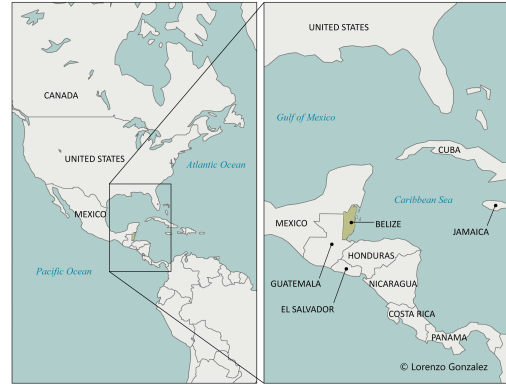 CANADA
UNITED STATES
Atlantic Ocean
MEXICO
Pacific Ocean
UNITED STATES
Gulf of Mexico
CUBA
Caribbean Sea
MEXICO
BELIZE
JAMAICA
HONDURAS
GUATEMALA
NICARAGUA
EL SALVADOR
COSTA RICA
PANAMA
© Lorenzo Gonzalez